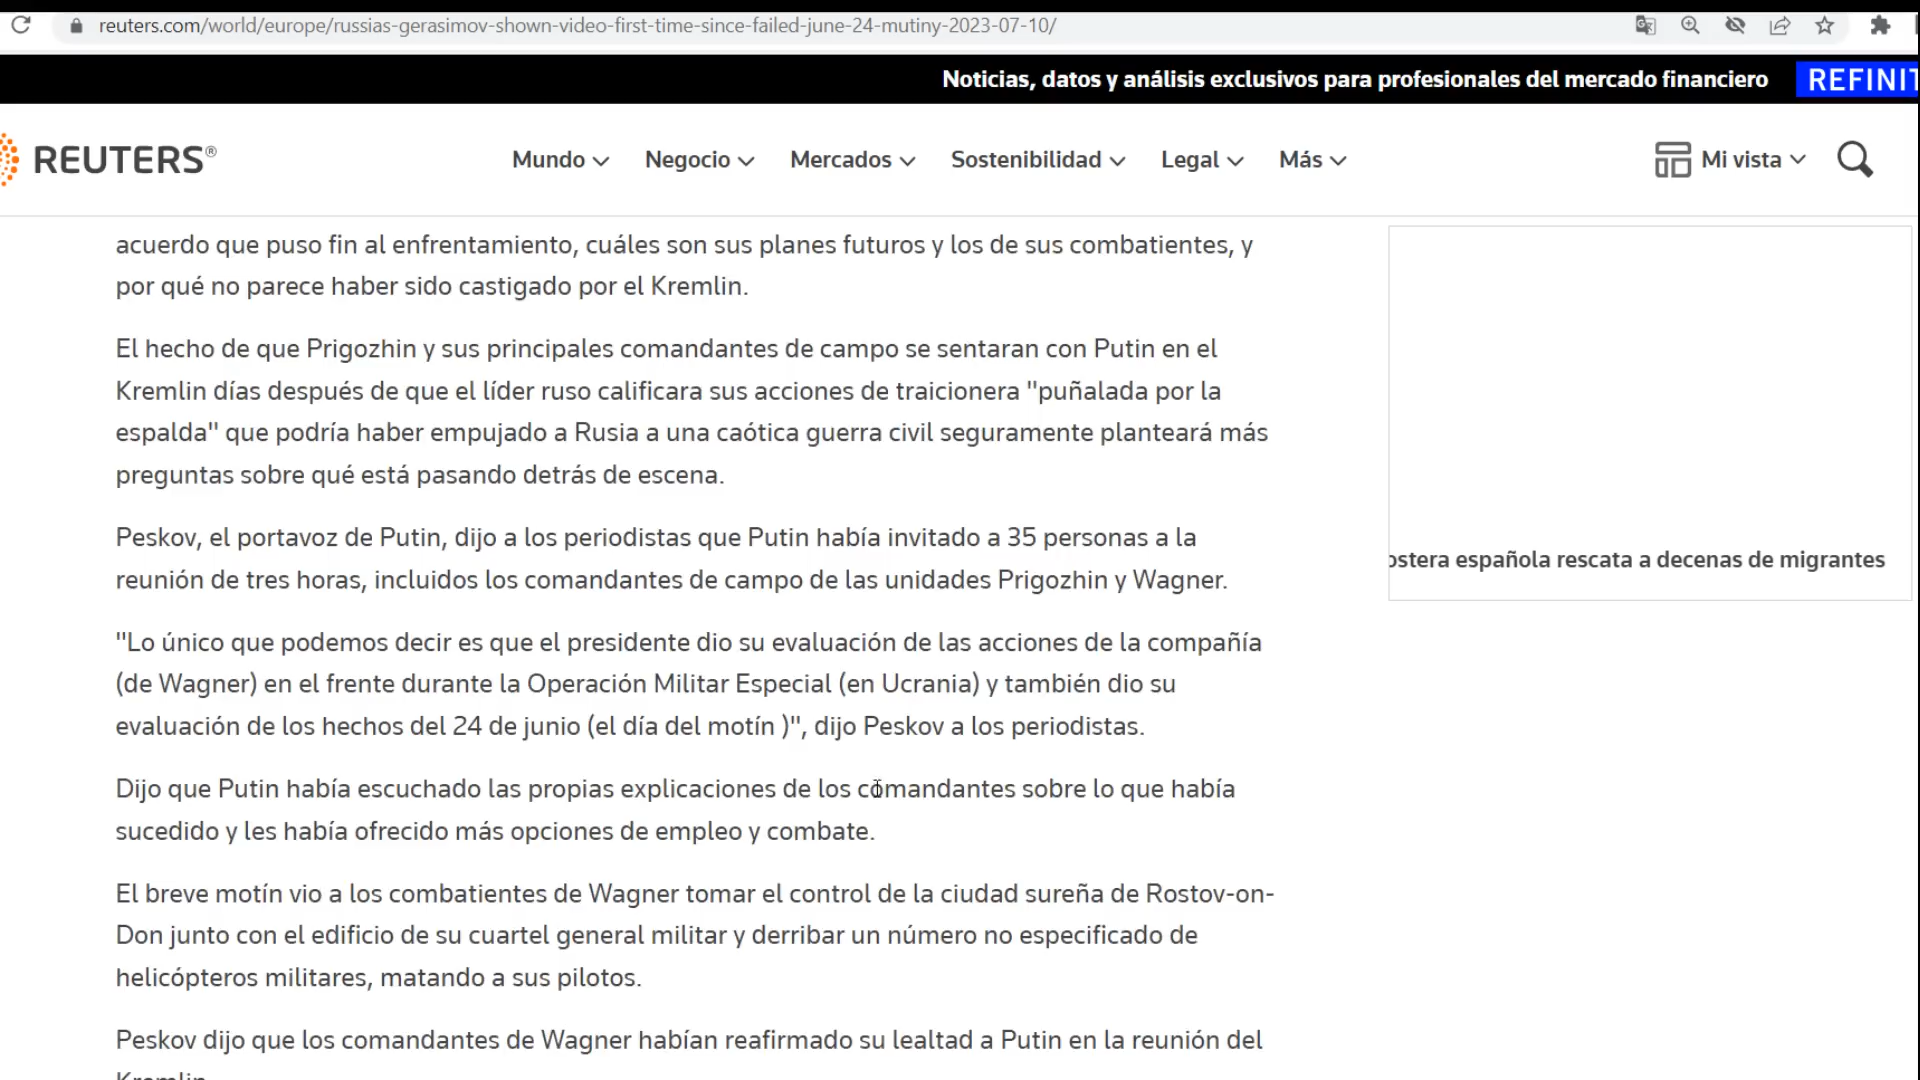 reuters.com/world/europe/russias-gerasimov-shown-video-first-time-since-failed-june-24-mutiny-2023-07-10/
Noticias, datos y análisis exclusivos para profesionales del mercado financiero REFINIT
REUTERS®
Mundo Negocio Mercados Sostenibilidad Legal Más Mi vista
acuerdo que puso fin al enfrentamiento, cuáles son sus planes futuros y los de sus combatientes, y
por qué no parece haber sido castigado por el Kremlin.
El hecho de que Prigozhin y sus principales comandantes de campo se sentaran con Putin en el
Kremlin días después de que el líder ruso calificara sus acciones de traicionera "puñalada por la
espalda" que podría haber empujado a Rusia a una caótica guerra civil seguramente planteará más
preguntas sobre qué está pasando detrás de escena.
Peskov, el portavoz de Putin, dijo a los periodistas que Putin había invitado a 35 personas a la
reunión de tres horas, incluidos los comandantes de campo de las unidades Prigozhin y Wagner.
"Lo único que podemos decir es que el presidente dio su evaluación de las acciones de la compañía
(de Wagner) en el frente durante la Operación Militar Especial (en Ucrania) y también dio su
evaluación de los hechos del 24 de junio (el día del motín )", dijo Peskov a los periodistas.
Dijo que Putin había escuchado las propias explicaciones de los comandantes sobre lo que había
sucedido y les había ofrecido más opciones de empleo y combate.
El breve motín vio a los combatientes de Wagner tomar el control de la ciudad sureña de Rostov-on-
Don junto con el edificio de su cuartel general militar y derribar un número no especificado de
helicópteros militares, matando a sus pilotos.
Peskov dijo que los comandantes de Wagner habían reafirmado su lealtad a Putin en la reunión del
Kremlin
ostera española rescata a decenas de migrantes